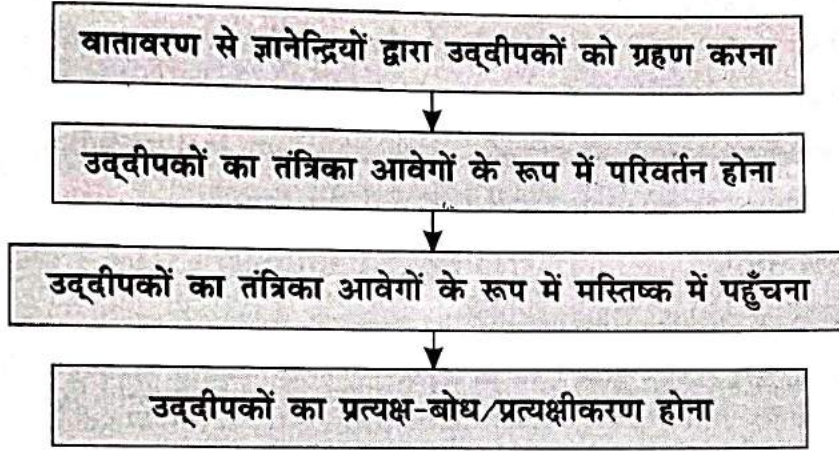 वातावरण से ज्ञानेन्द्रियों द्वारा उद्‌दीपकों को ग्रहण करना
उद्‌दीपकों का तंत्रिका आवेगों के रूप में परिवर्तन होना
उद्‌दीपकों का तंत्रिका आवेगों के रूप में मस्तिष्क में पहुँचना
उद्‌दीपकों का प्रत्यक्ष-बोध/प्रत्यक्षीकरण होना